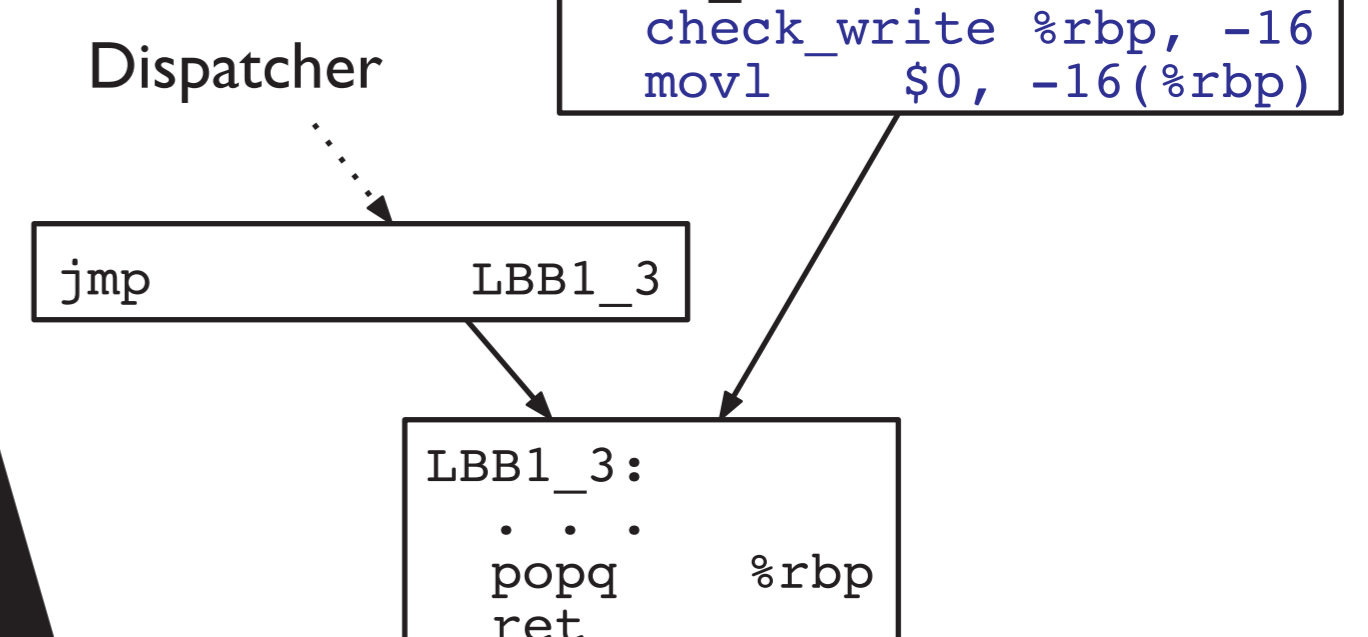 check_write %rbp, -16
Dispatcher
movl $0, -16(%rbp)
jmp LBB1_3
LBB1_3:
. . .
popq %rbp
ret